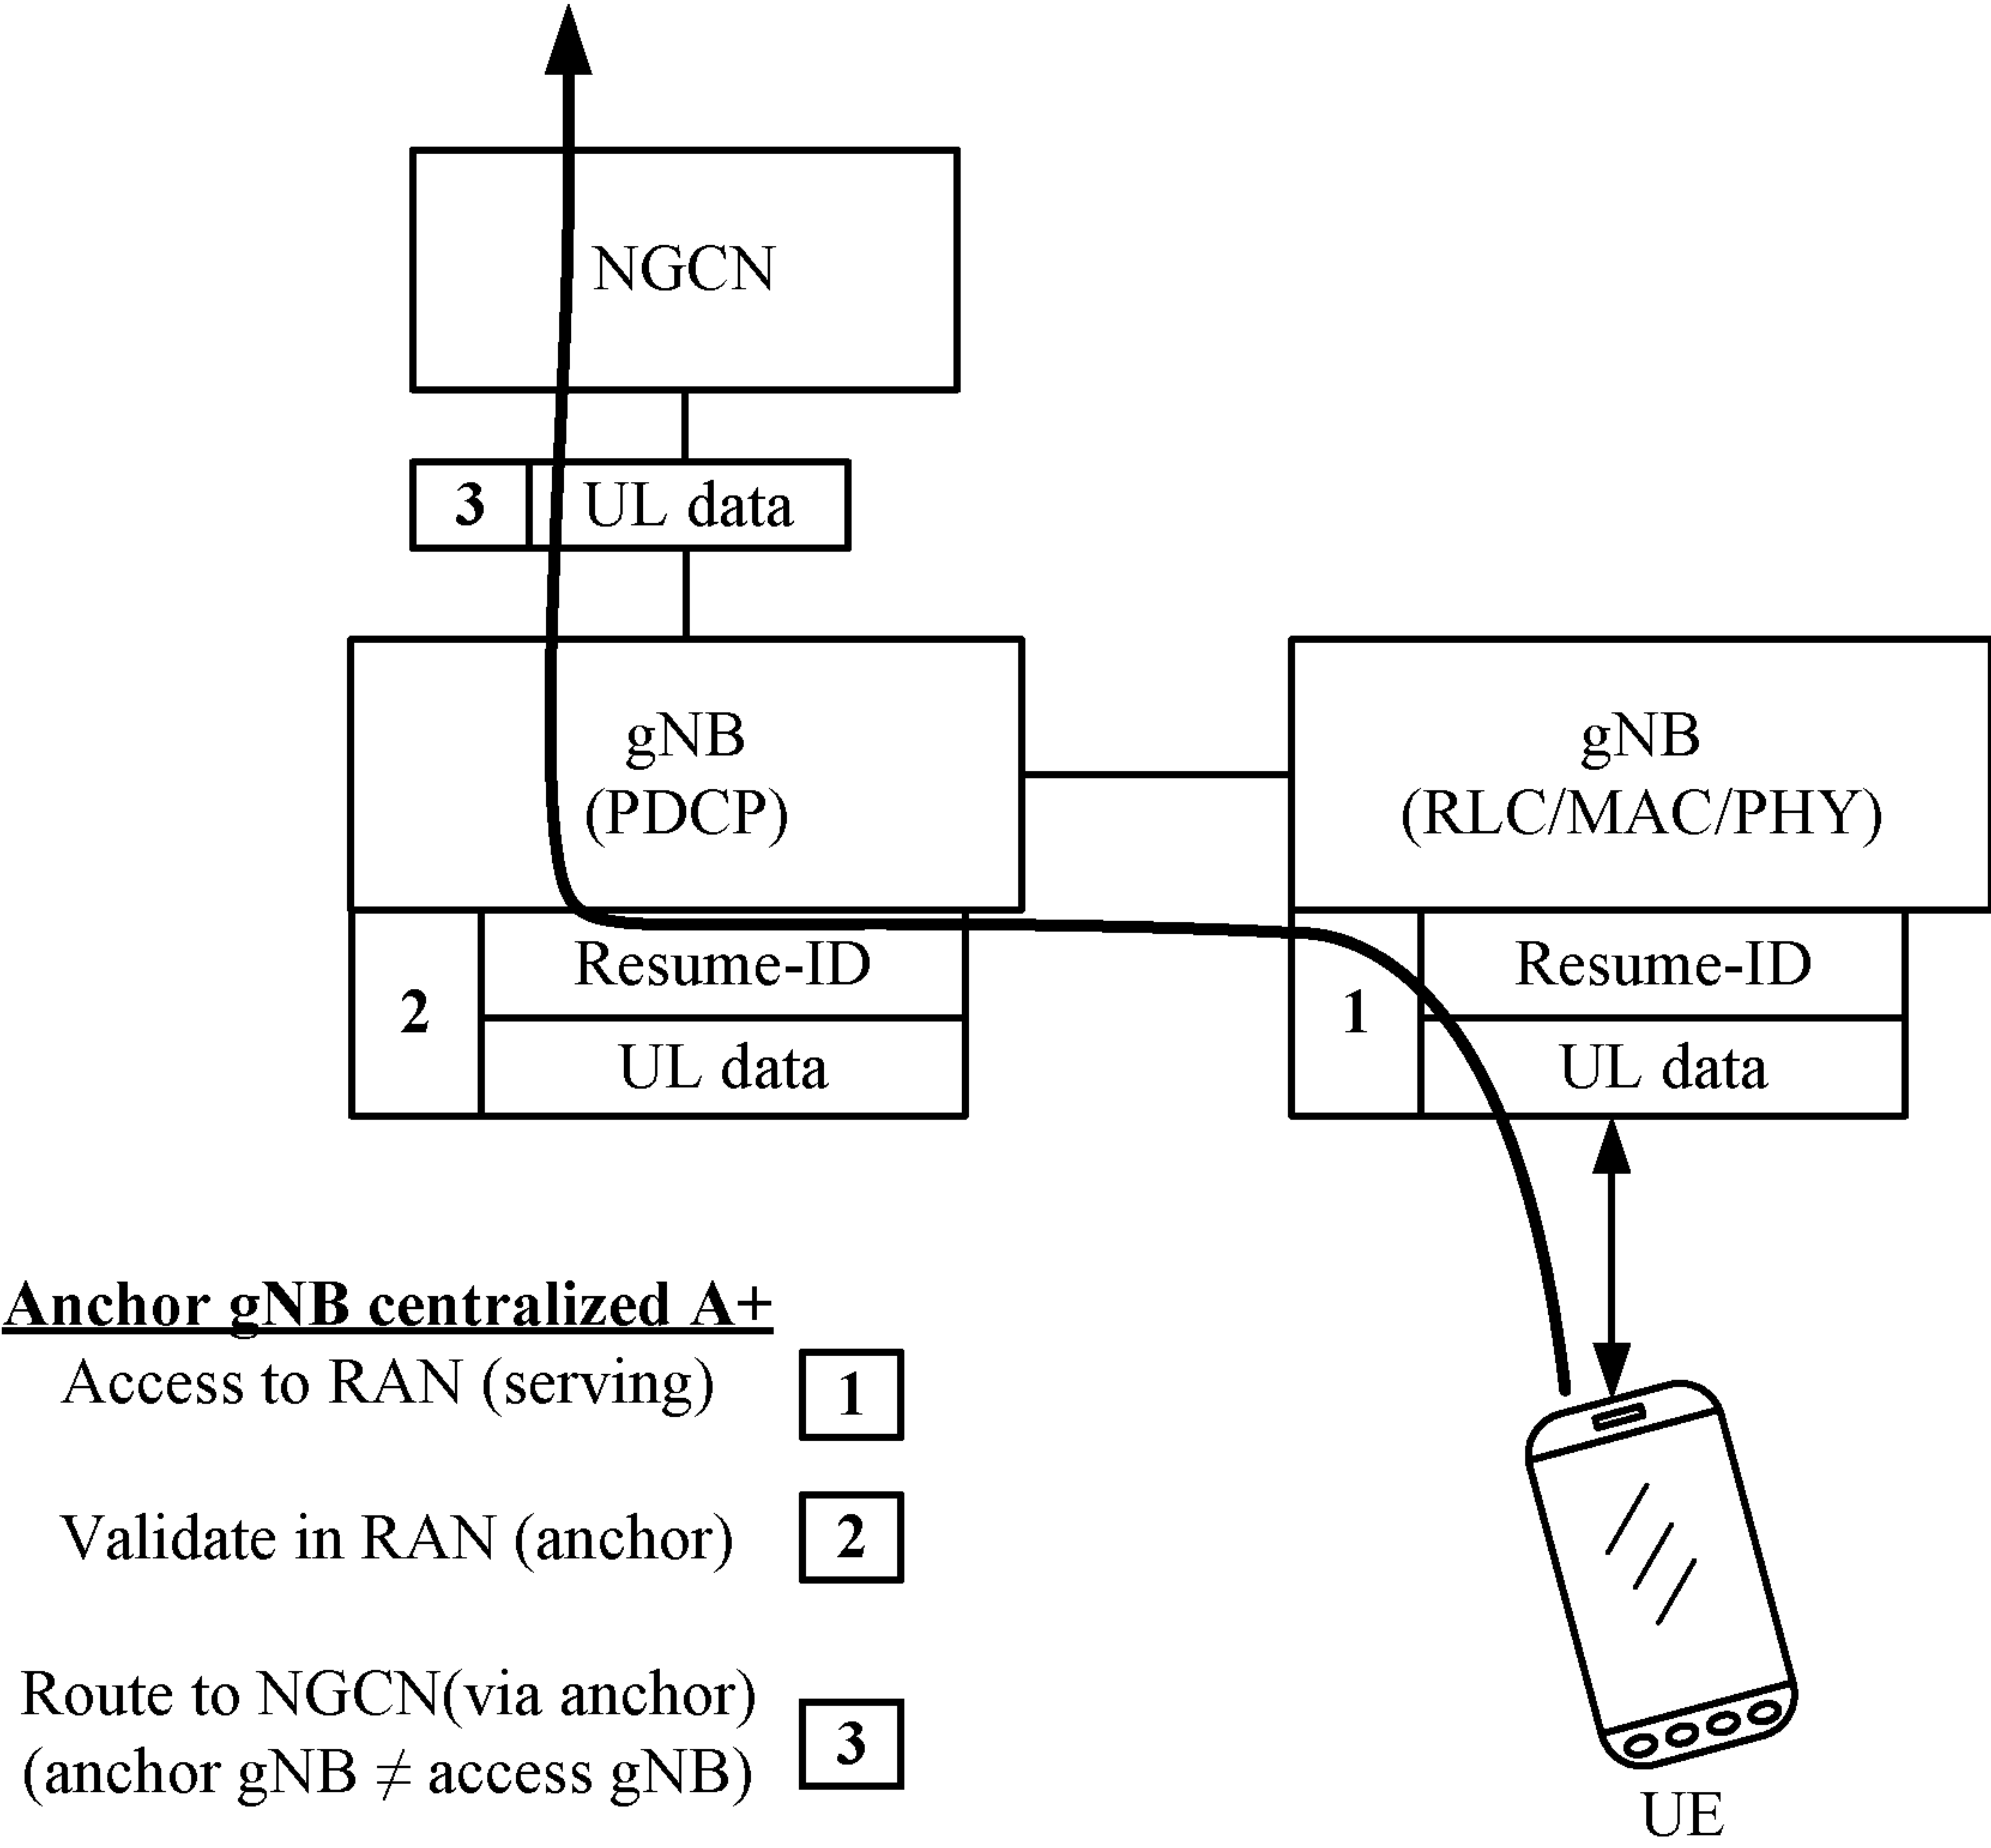 NGCN
3 UL data
gNB
(PDCP)
gNB
(RLC/MAC/PHY)
2
Resume-ID
UL data
1
Resume-ID
UL data
Anchor gNB centralized A+
Access to RAN (serving) 1
Validate in RAN (anchor) 2
Route to NGCN(via anchor)
(anchor gNB ≠ access gNB) 3
UE